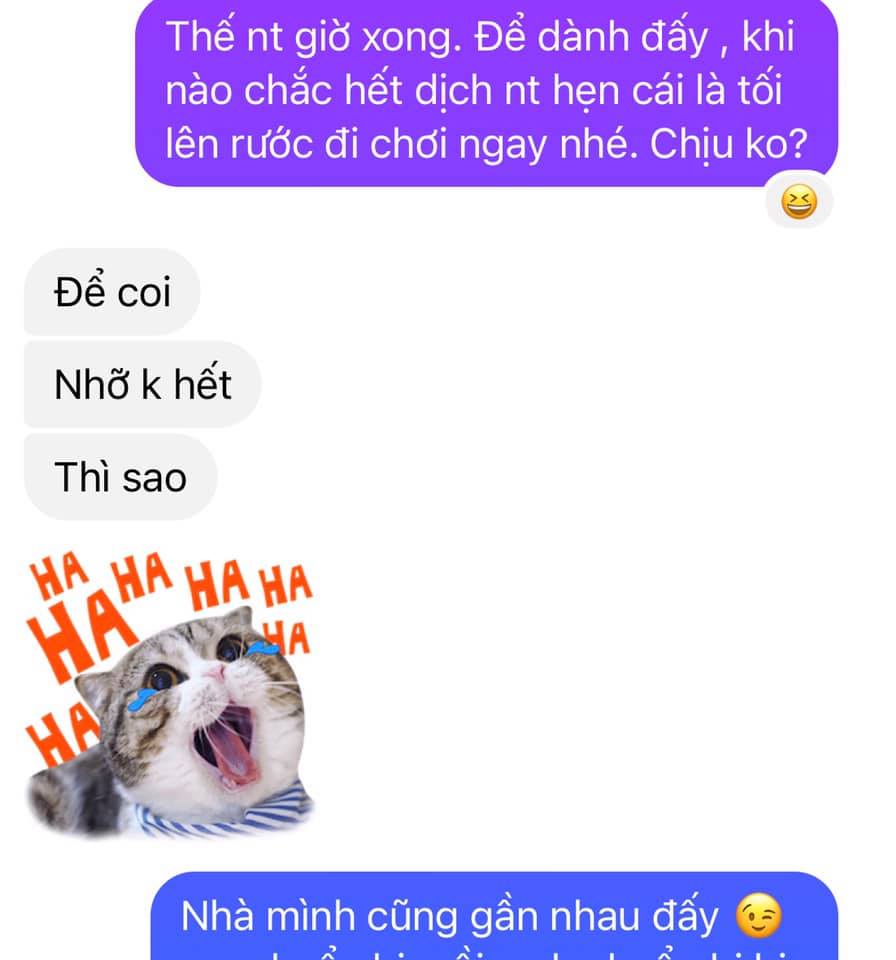 Thế nt giờ xong. Để dành đấy , khi
nào chắc hết dịch nt hẹn cái là tối
lên rước đi chơi ngay nhé. Chịu ko?
Để coi
Nhỡ k hết
Thì sao
HA HA HA HA
HA HA
HA
Nhà mình cũng gần nhau đấy 😉